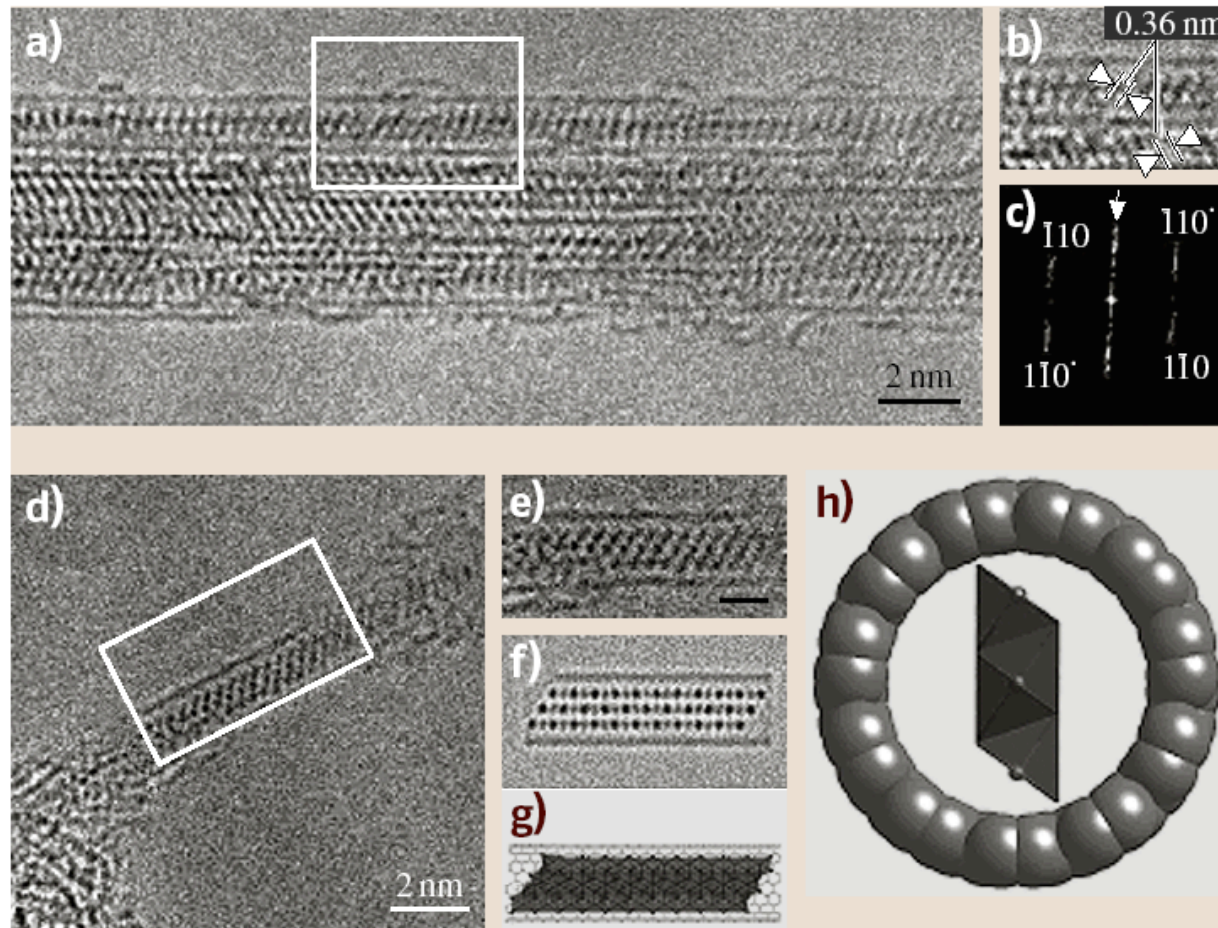 a)
2 nm
b)
0.36 nm
c)
1̅10
1̅10·
11̅0·
11̅0
d)
2 nm
e)
f)
g)
h)